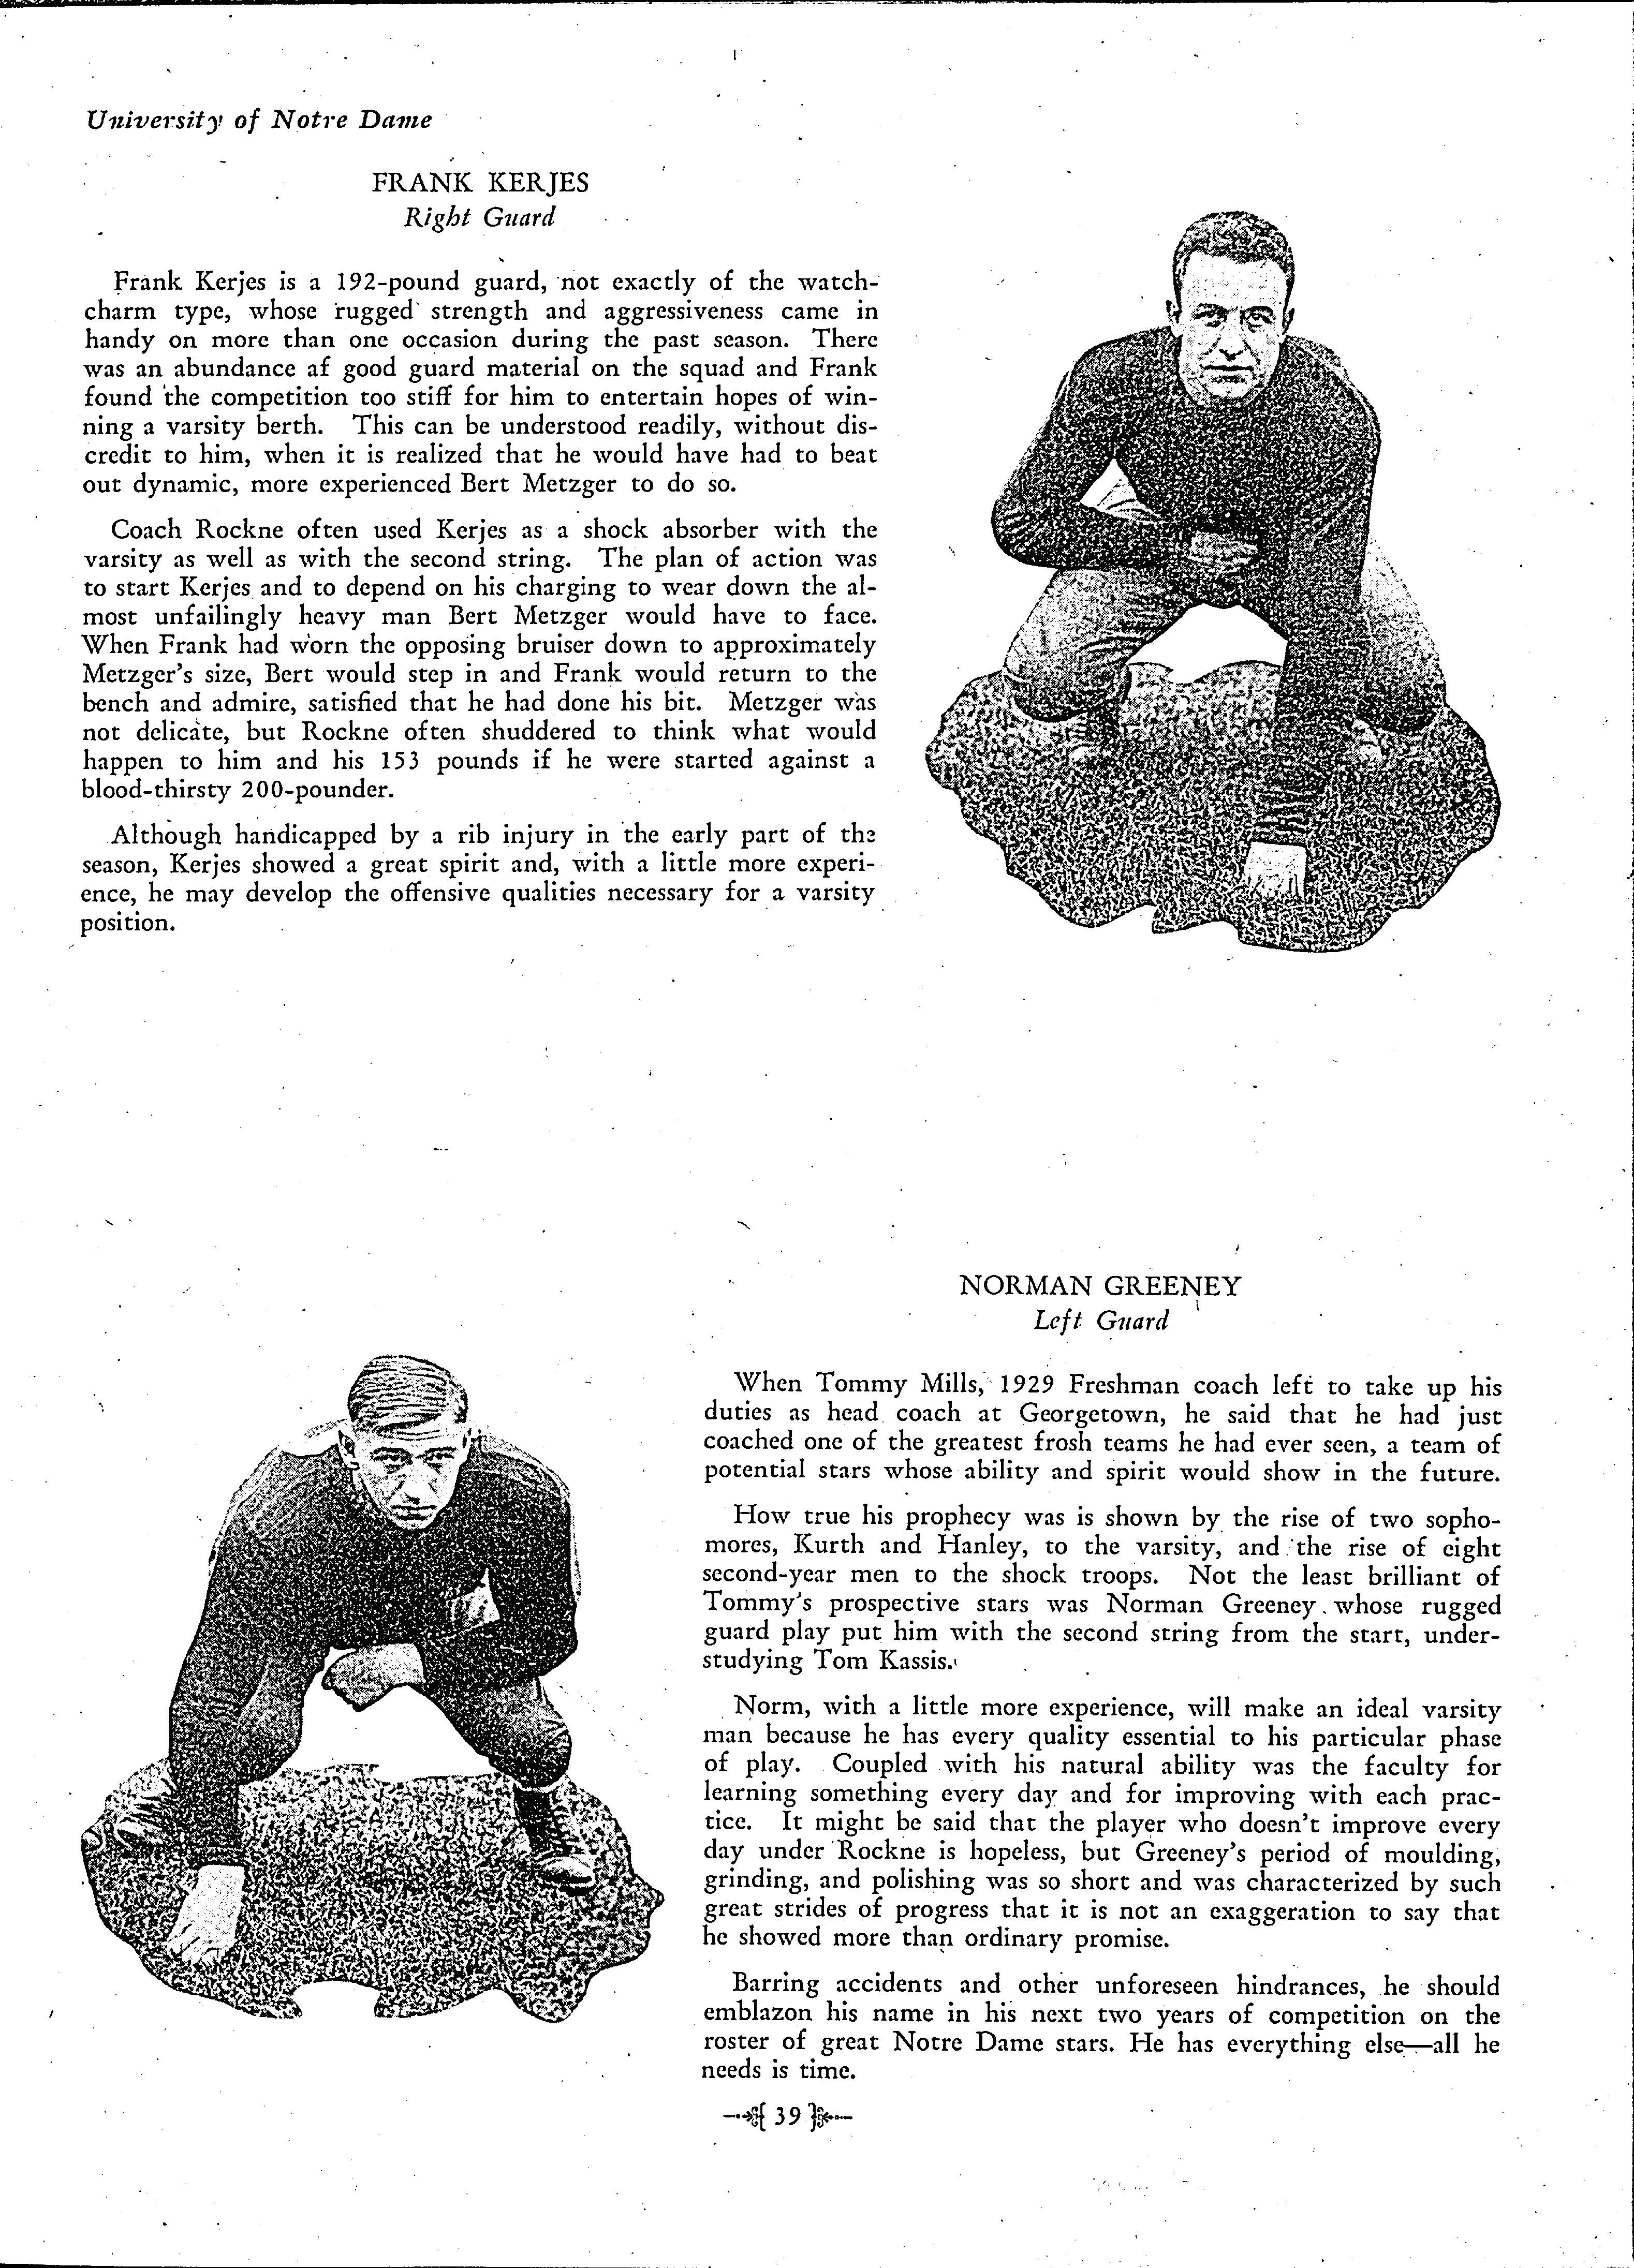 University of Notre Dame
FRANK KERJES
Right Guard
Frank Kerjes is a 192-pound guard, not exactly of the watch-
charm type, whose rugged strength and aggressiveness came in
handy on more than one occasion during the past season. There
was an abundance af good guard material on the squad and Frank
found the competition too stiff for him to entertain hopes of win-
ning a varsity berth. This can be understood readily, without dis-
credit to him, when it is realized that he would have had to beat
out dynamic, more experienced Bert Metzger to do so.
Coach Rockne often used Kerjes as a shock absorber with the
varsity as well as with the second string. The plan of action was
to start Kerjes and to depend on his charging to wear down the al-
most unfailingly heavy man Bert Metzger would have to face.
When Frank had worn the opposing bruiser down to approximately
Metzger's size, Bert would step in and Frank would return to the
bench and admire, satisfied that he had done his bit. Metzger was
not delicate, but Rockne often shuddered to think what would
happen to him and his 153 pounds if he were started against a
blood-thirsty 200-pounder.
Although handicapped by a rib injury in the early part of the
season, Kerjes showed a great spirit and, with a little more experi-
ence, he may develop the offensive qualities necessary for a varsity
position.
NORMAN GREENEY
Left Guard
When Tommy Mills, 1929 Freshman coach left to take up his
duties as head coach at Georgetown, he said that he had just
coached one of the greatest frosh teams he had ever seen, a team of
potential stars whose ability and spirit would show in the future.
How true his prophecy was is shown by the rise of two sopho-
mores, Kurth and Hanley, to the varsity, and the rise of eight
second-year men to the shock troops. Not the least brilliant of
Tommy's prospective stars was Norman Greeney whose rugged
guard play put him with the second string from the start, under-
studying Tom Kassis.
Norm, with a little more experience, will make an ideal varsity
man because he has every quality essential to his particular phase
of play. Coupled with his natural ability was the faculty for
learning something every day and for improving with each prac-
tice. It might be said that the player who doesn't improve every
day under Rockne is hopeless, but Greeney's period of moulding,
grinding, and polishing was so short and was characterized by such
great strides of progress that it is not an exaggeration to say that
he showed more than ordinary promise.
Barring accidents and other unforeseen hindrances, he should
emblazon his name in his next two years of competition on the
roster of great Notre Dame stars. He has everything else—all he
needs is time.
39